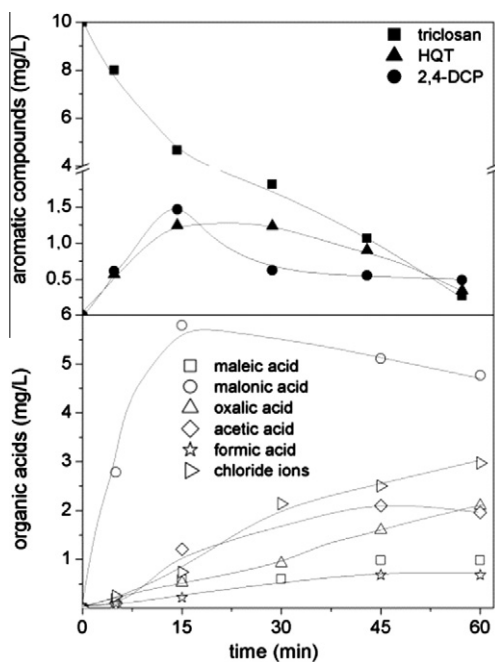 10
8
6
4
1.5
1.0
0.5
6
5
4
3
2
1
0
15
30
45
60
aromatic compounds (mg/L)
organic acids (mg/L)
time (min)
triclosan
HQT
2,4-DCP
maleic acid
malonic acid
oxalic acid
acetic acid
formic acid
chloride ions